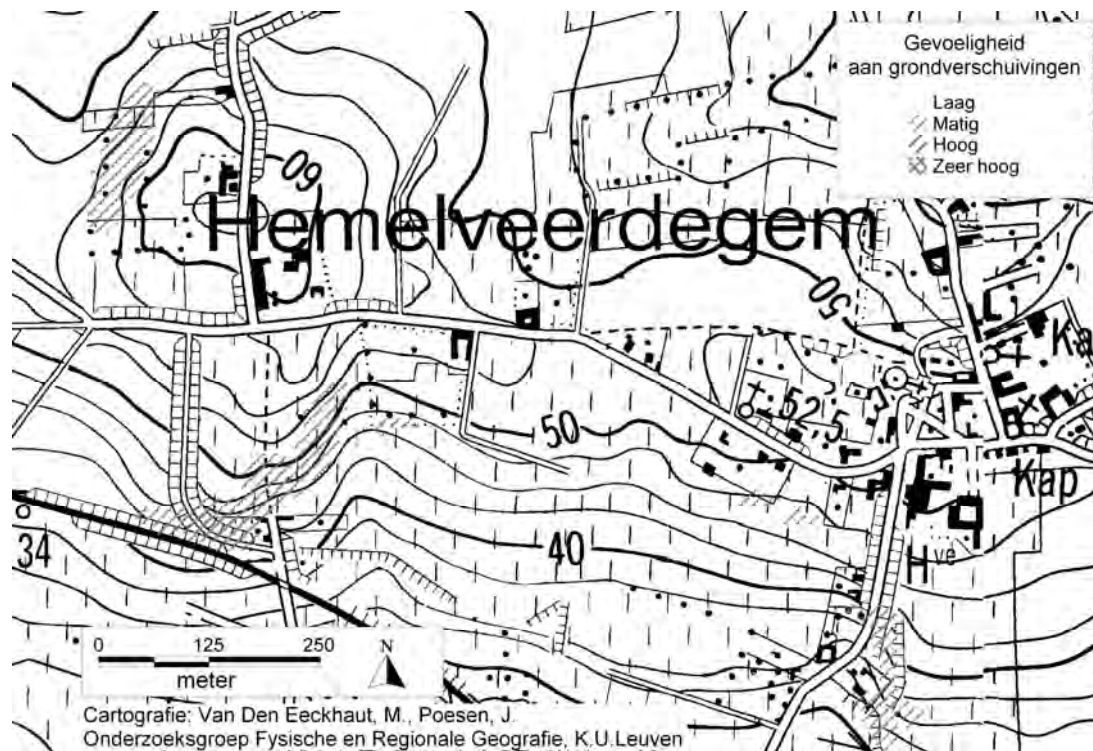 Gevoeligheid
aan grondverschuivingen
Laag
Matig
Hoog
Zeer hoog
60
Hemelveerdegem
50
Ka
52,5
50
Kap
34
40
Hve
0 125 250
meter
N
Cartografie: Van Den Eeckhaut, M., Poesen, J.
Onderzoeksgroep Fysische en Regionale Geografie, K.U.Leuven